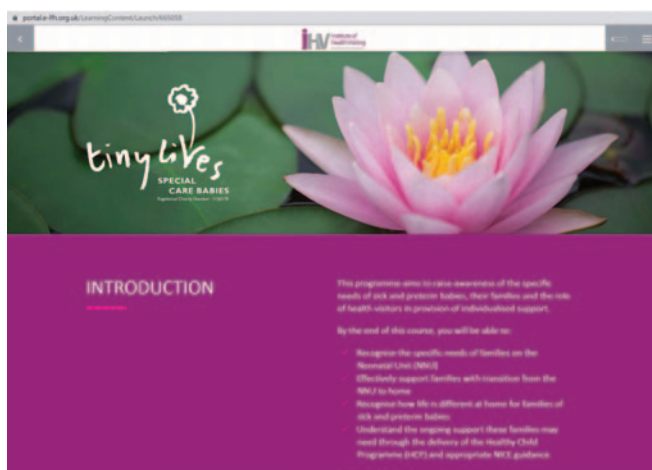 portal.e-lfh.org.uk/LearningContent/Launch/
iHV Institute of
Health Visiting
tiny lives
SPECIAL
CARE BABIES
INTRODUCTION
This programme aims to raise awareness of the specific
needs of sick and preterm babies, their families and the role
of health visitors in provision of individualised support.
By the end of this course, you will be able to:
Recognise the specific needs of families on the
Neonatal Unit (NNU)
Effectively support families with transition from the
NNU to home
Recognise how life is different at home for families of
sick and preterm babies
Understand the ongoing support these families may
need through the delivery of the Healthy Child
Programme (HCP) and appropriate NICE guidance